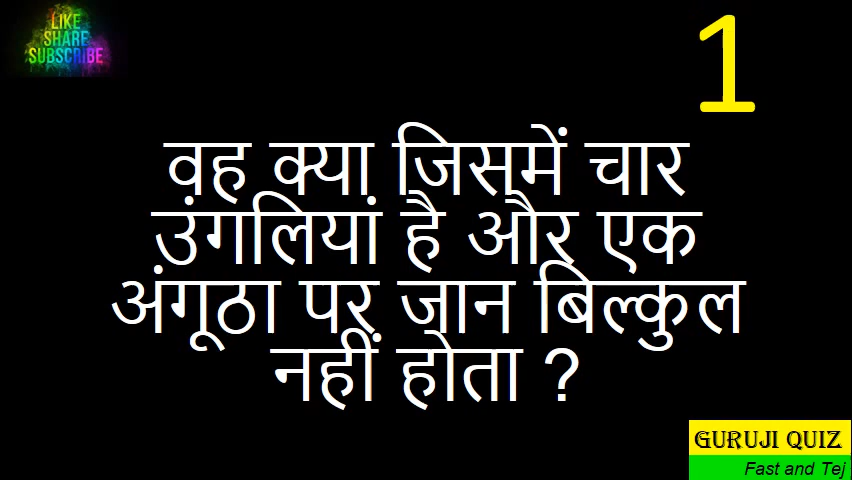 LIKE
SHARE
SUBSCRIBE
1
वह क्या जिसमें चार
उंगलियां है और एक
अंगूठा पर जान बिल्कुल
नहीं होता ?
GURUJI QUIZ
Fast and Tej